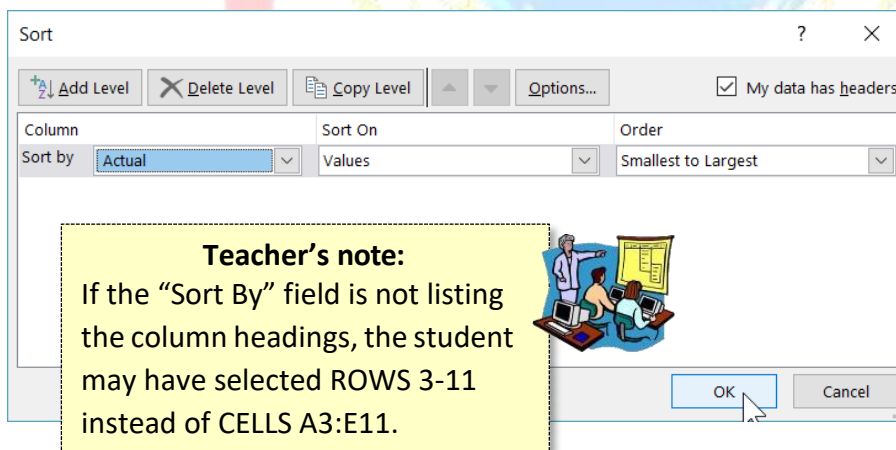 Sort ?
Add Level Delete Level Copy Level Options... My data has headers
Column Sort On Order
Sort by Actual Values Smallest to Largest
Teacher’s note:
If the “Sort By” field is not listing
the column headings, the student
may have selected ROWS 3-11
instead of CELLS A3:E11.
OK Cancel